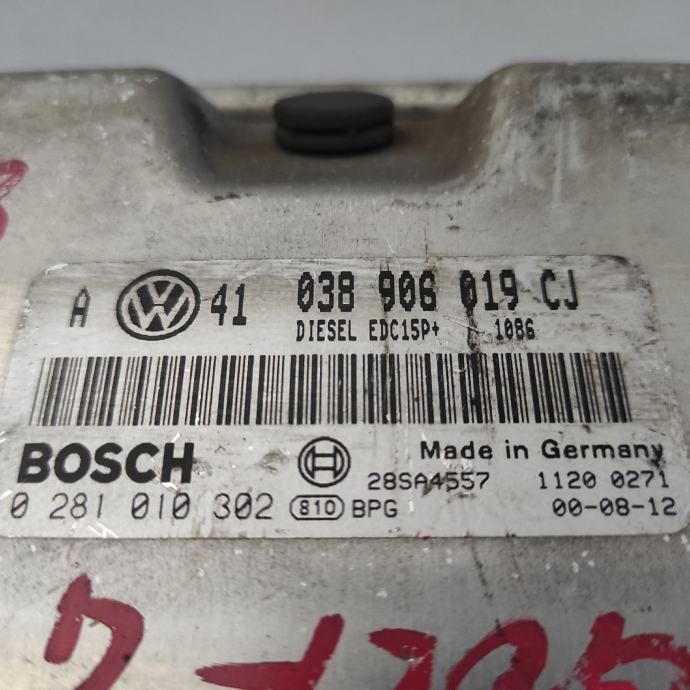 A VW 41 038 906 019 CJ
DIESEL EDC15P+ 1086
BOSCH Made in Germany
28SA4557 1120 0271
0 281 010 302 810 BPG 00-08-12